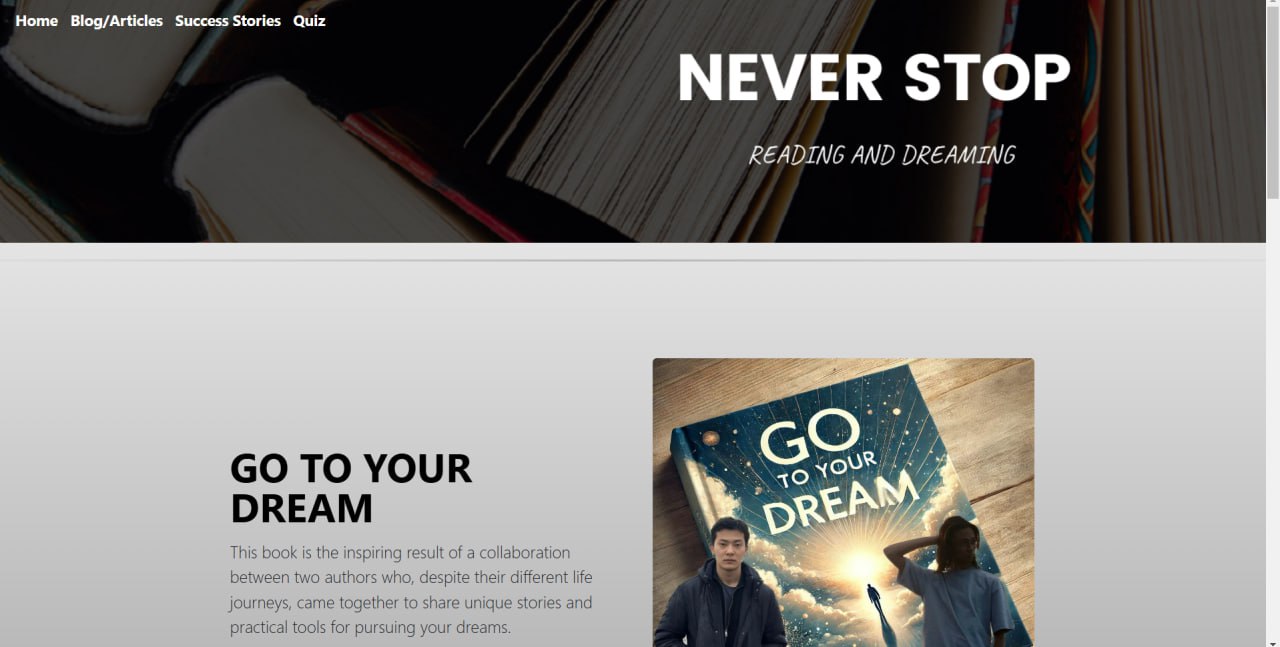 Home Blog/Articles Success Stories Quiz
NEVER STOP
READING AND DREAMING
GO TO YOUR
DREAM
This book is the inspiring result of a collaboration
between two authors who, despite their different life
journeys, came together to share unique stories and
practical tools for pursuing your dreams.
GO
TO YOUR
DREAM